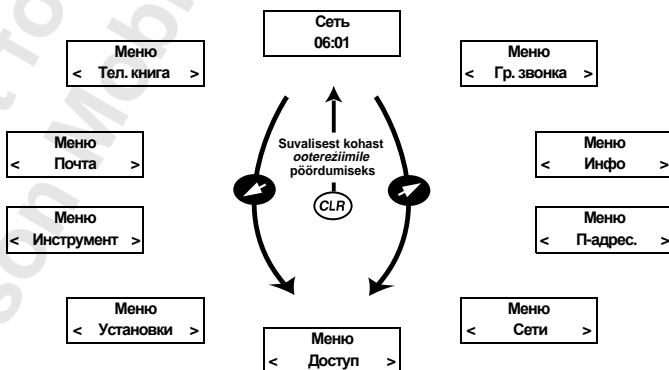 Сеть
06:01
Меню
< Тел. книга >
Меню
< Гр. звонка >
Suvalisest kohast
ootereżiimile
pöördumiseks
CLR
Меню
< Почта >
Меню
< Инфо >
Меню
< Инструмент >
Меню
< П-адрес. >
Меню
< Установки >
Меню
< Сети >
Меню
< Доступ >